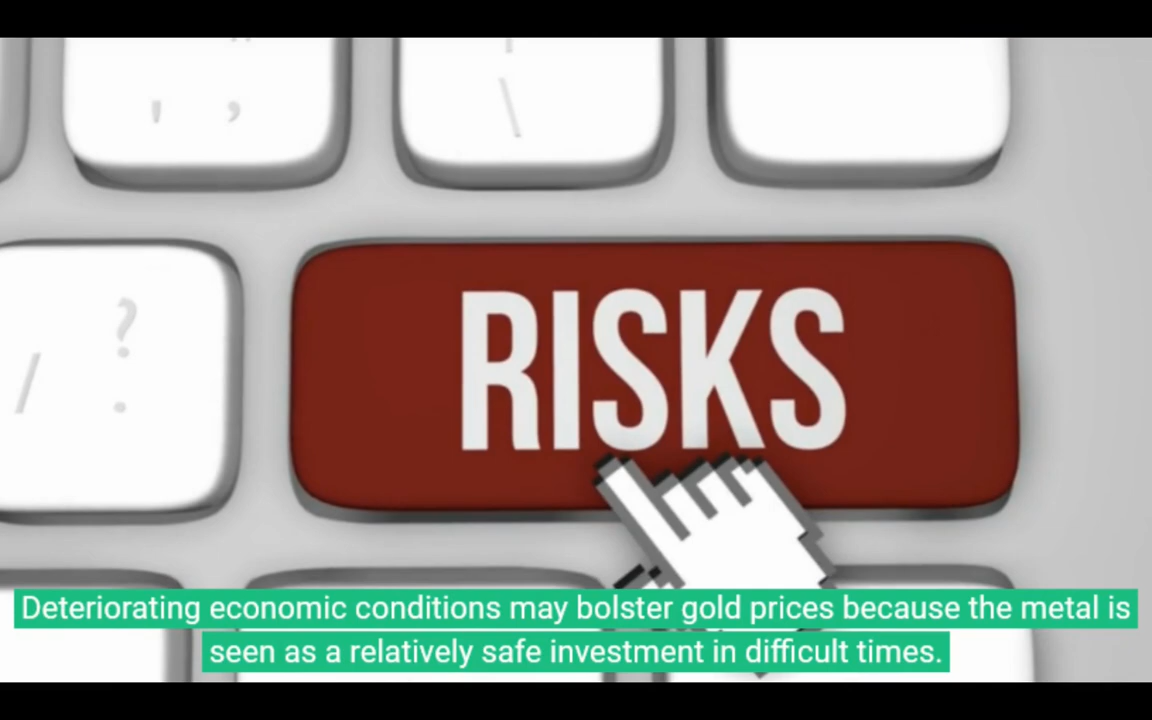 " :
' , \
RISKS
?
/ .
Deteriorating economic conditions may bolster gold prices because the metal is
seen as a relatively safe investment in difficult times.